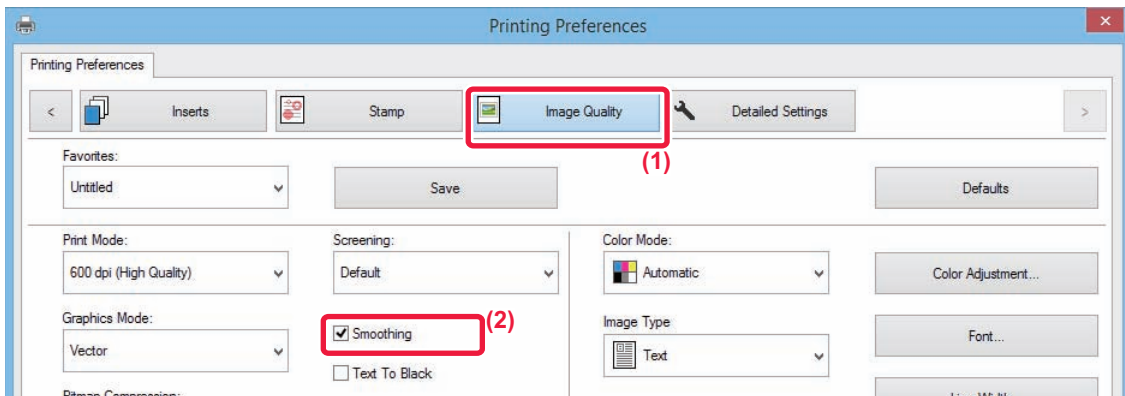 Printing Preferences
Printing Preferences
< Inserts Stamp Image Quality Detailed Settings >
(1)
Favorites:
Untitled Save Defaults
Print Mode: Screening: Color Mode:
600 dpi (High Quality) Default Automatic Color Adjustment...
Graphics Mode: Smoothing (2) Image Type Font...
Vector Text
Text To Black
Bitmap Compression: